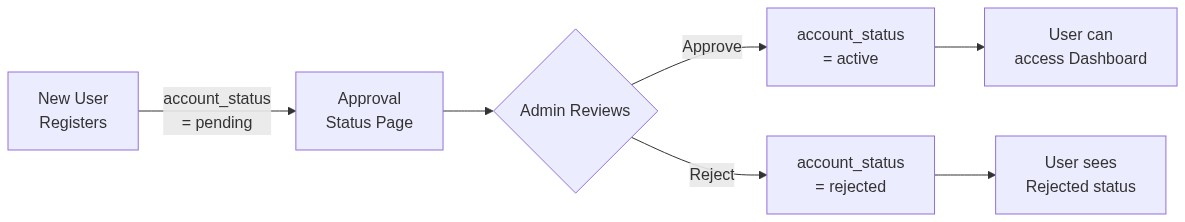 New User
Registers
account_status
= pending
Approval
Status Page
Admin Reviews
Approve
account_status
= active
User can
access Dashboard
Reject
account_status
= rejected
User sees
Rejected status